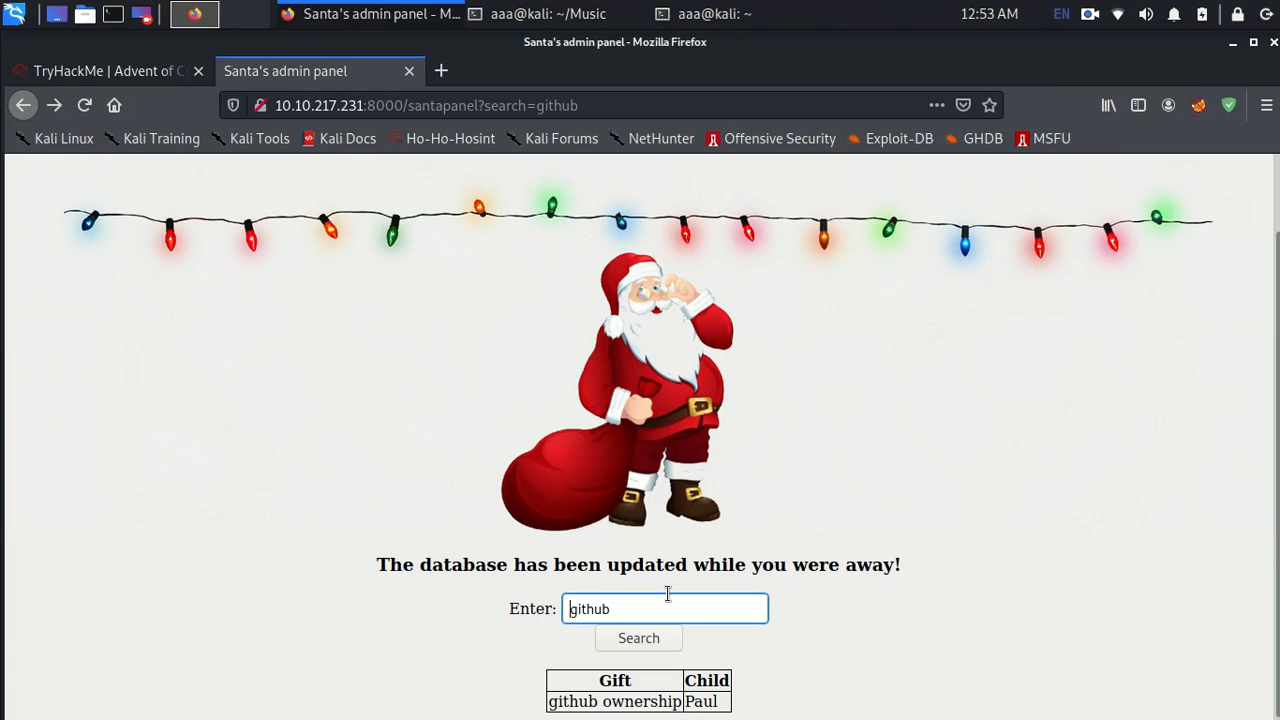 Santa's admin panel - M...
aaa@kali: ~/Music
aaa@kali: ~
12:53 AM
EN
Santa's admin panel - Mozilla Firefox
TryHackMe | Advent of C
Santa's admin panel
10.10.217.231:8000/santapanel?search=github
Kali Linux
Kali Training
Kali Tools
Kali Docs
Ho-Ho-Hosint
Kali Forums
NetHunter
Offensive Security
Exploit-DB
GHDB
MSFU
The database has been updated while you were away!
Enter: github
Search
Gift Child
github ownership Paul